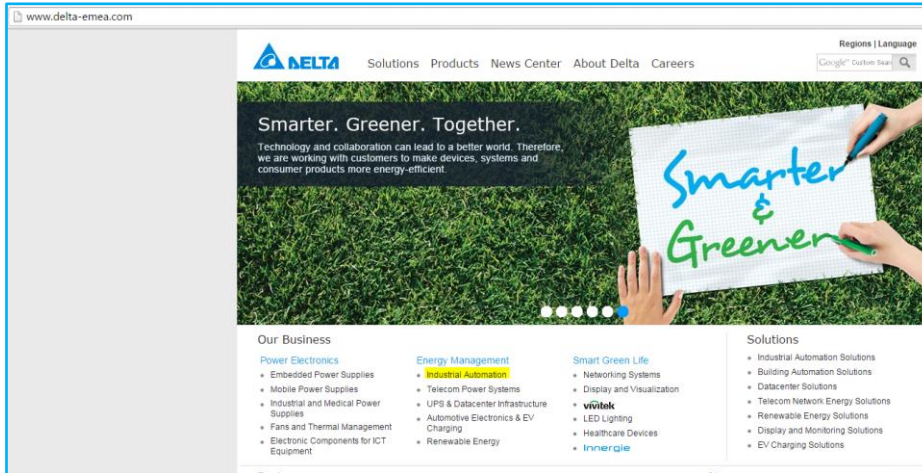 www.delta-emea.com
Regions | Language
DELTA
Solutions Products News Center About Delta Careers
Google™ Custom Sear
Smarter. Greener. Together.
Technology and collaboration can lead to a better world. Therefore,
we are working with customers to make devices, systems and
consumer products more energy-efficient.
Smarter
&
Greener
Our Business
Power Electronics
Embedded Power Supplies
Mobile Power Supplies
Industrial and Medical Power
Supplies
Fans and Thermal Management
Electronic Components for ICT
Equipment
Energy Management
Industrial Automation
Telecom Power Systems
UPS & Datacenter Infrastructure
Automotive Electronics & EV
Charging
Renewable Energy
Smart Green Life
Networking Systems
Display and Visualization
vivitek
LED Lighting
Healthcare Devices
Innergie
Solutions
Industrial Automation Solutions
Building Automation Solutions
Datacenter Solutions
Telecom Network Energy Solutions
Renewable Energy Solutions
Display and Monitoring Solutions
EV Charging Solutions